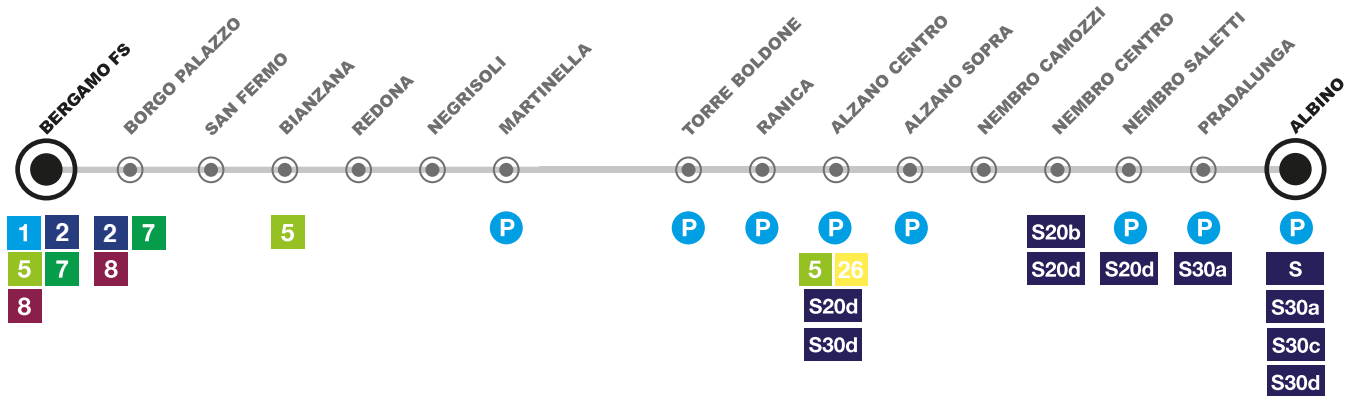 BERGAMO FS
BORGO PALAZZO
SAN FERMO
BIANZANA
REDONA
NEGRISOLI
MARTINELLA
TORRE BOLDONE
RANICA
ALZANO CENTRO
ALZANO SOPRA
NEMBRO CAMOZZI
NEMBRO CENTRO
NEMBRO SALETTI
PRADALUNGA
ALBINO
1 2 2 7 5 P P P P P S20b P P P
5 7 8 5 26 S20d S20d S30a S
8 S20d S30a
S30d S30c
S30d